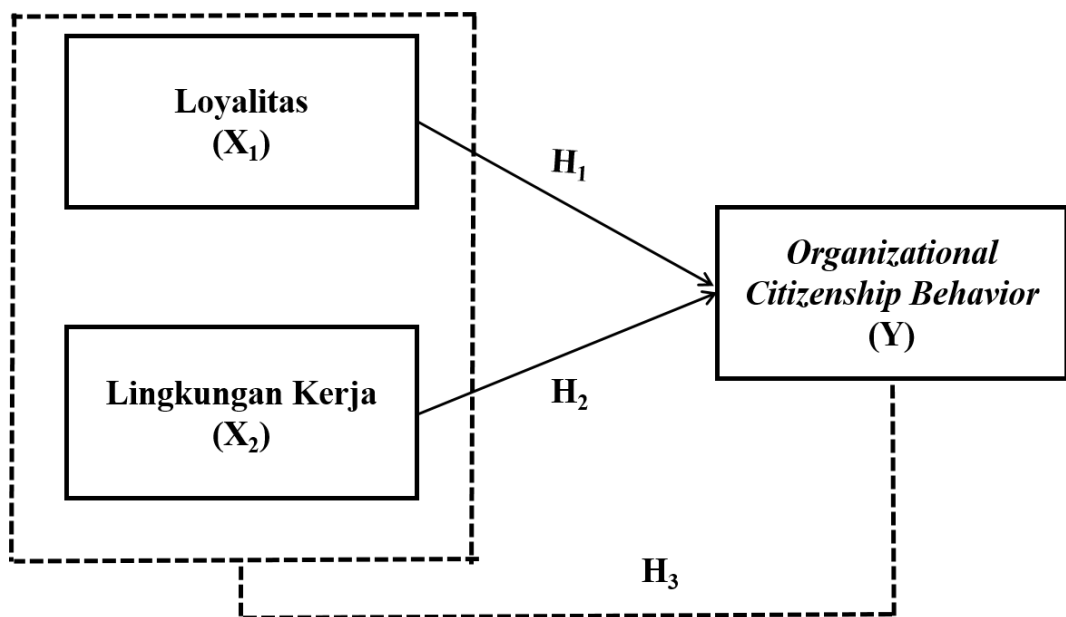 Loyalitas
(X₁)
H₁
Organizational
Citizenship Behavior
(Y)
Lingkungan Kerja
(X₂)
H₂
H₃